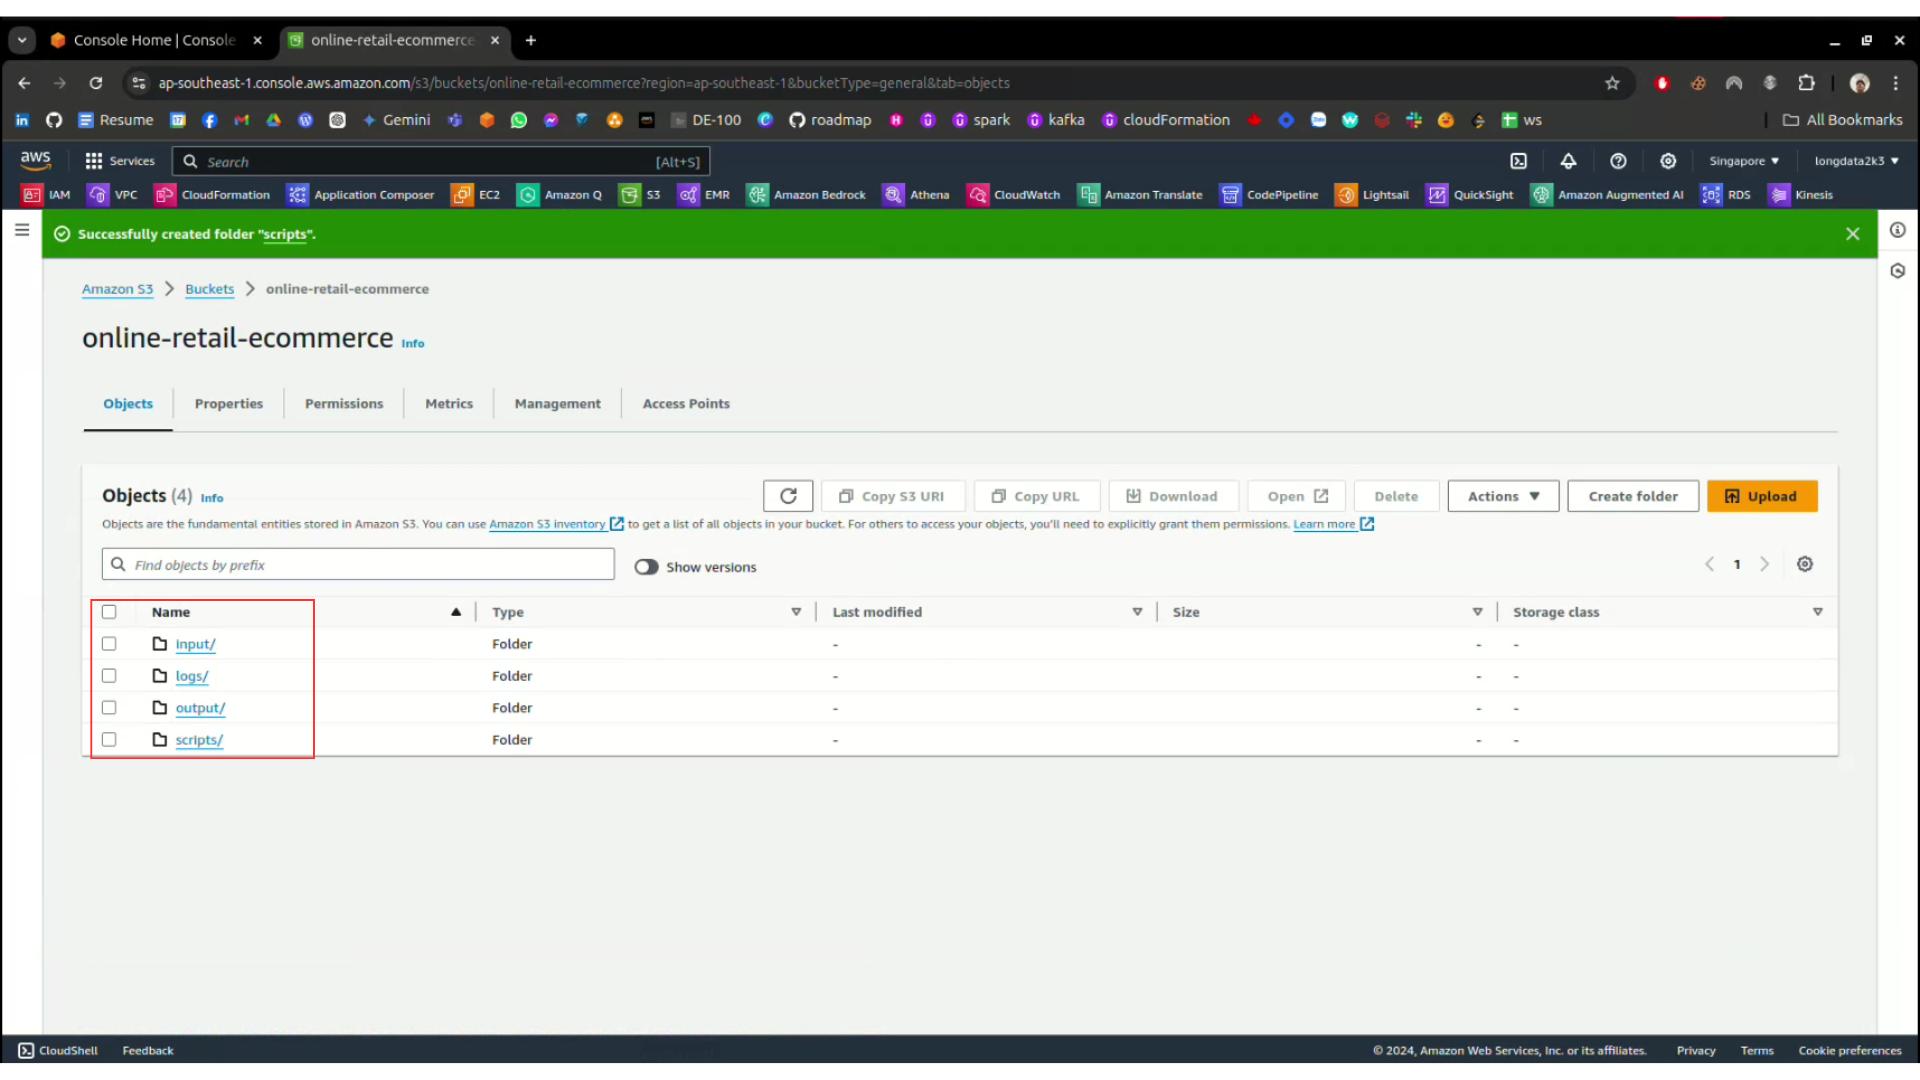 Console Home | Console
online-retail-ecommerce
ap-southeast-1.console.aws.amazon.com/s3/buckets/online-retail-ecommerce?region=ap-southeast-1&bucketType=general&tab=objects
Resume Gemini DE-100 roadmap spark kafka cloudFormation ws All Bookmarks
aws Services Search [Alt+S] Singapore longdata2k3
IAM VPC CloudFormation Application Composer EC2 Amazon Q S3 EMR Amazon Bedrock Athena CloudWatch Amazon Translate CodePipeline Lightsail QuickSight Amazon Augmented AI RDS Kinesis
Successfully created folder "scripts".
Amazon S3 > Buckets > online-retail-ecommerce
online-retail-ecommerce Info
Objects Properties Permissions Metrics Management Access Points
Objects (4) Info Copy S3 URI Copy URL Download Open Delete Actions Create folder Upload
Objects are the fundamental entities stored in Amazon S3. You can use Amazon S3 inventory to get a list of all objects in your bucket. For others to access your objects, you'll need to explicitly grant them permissions. Learn more
Find objects by prefix Show versions 1
Name Type Last modified Size Storage class
input/ Folder - - -
logs/ Folder - - -
output/ Folder - - -
scripts/ Folder - - -
CloudShell Feedback © 2024, Amazon Web Services, Inc. or its affiliates. Privacy Terms Cookie preferences